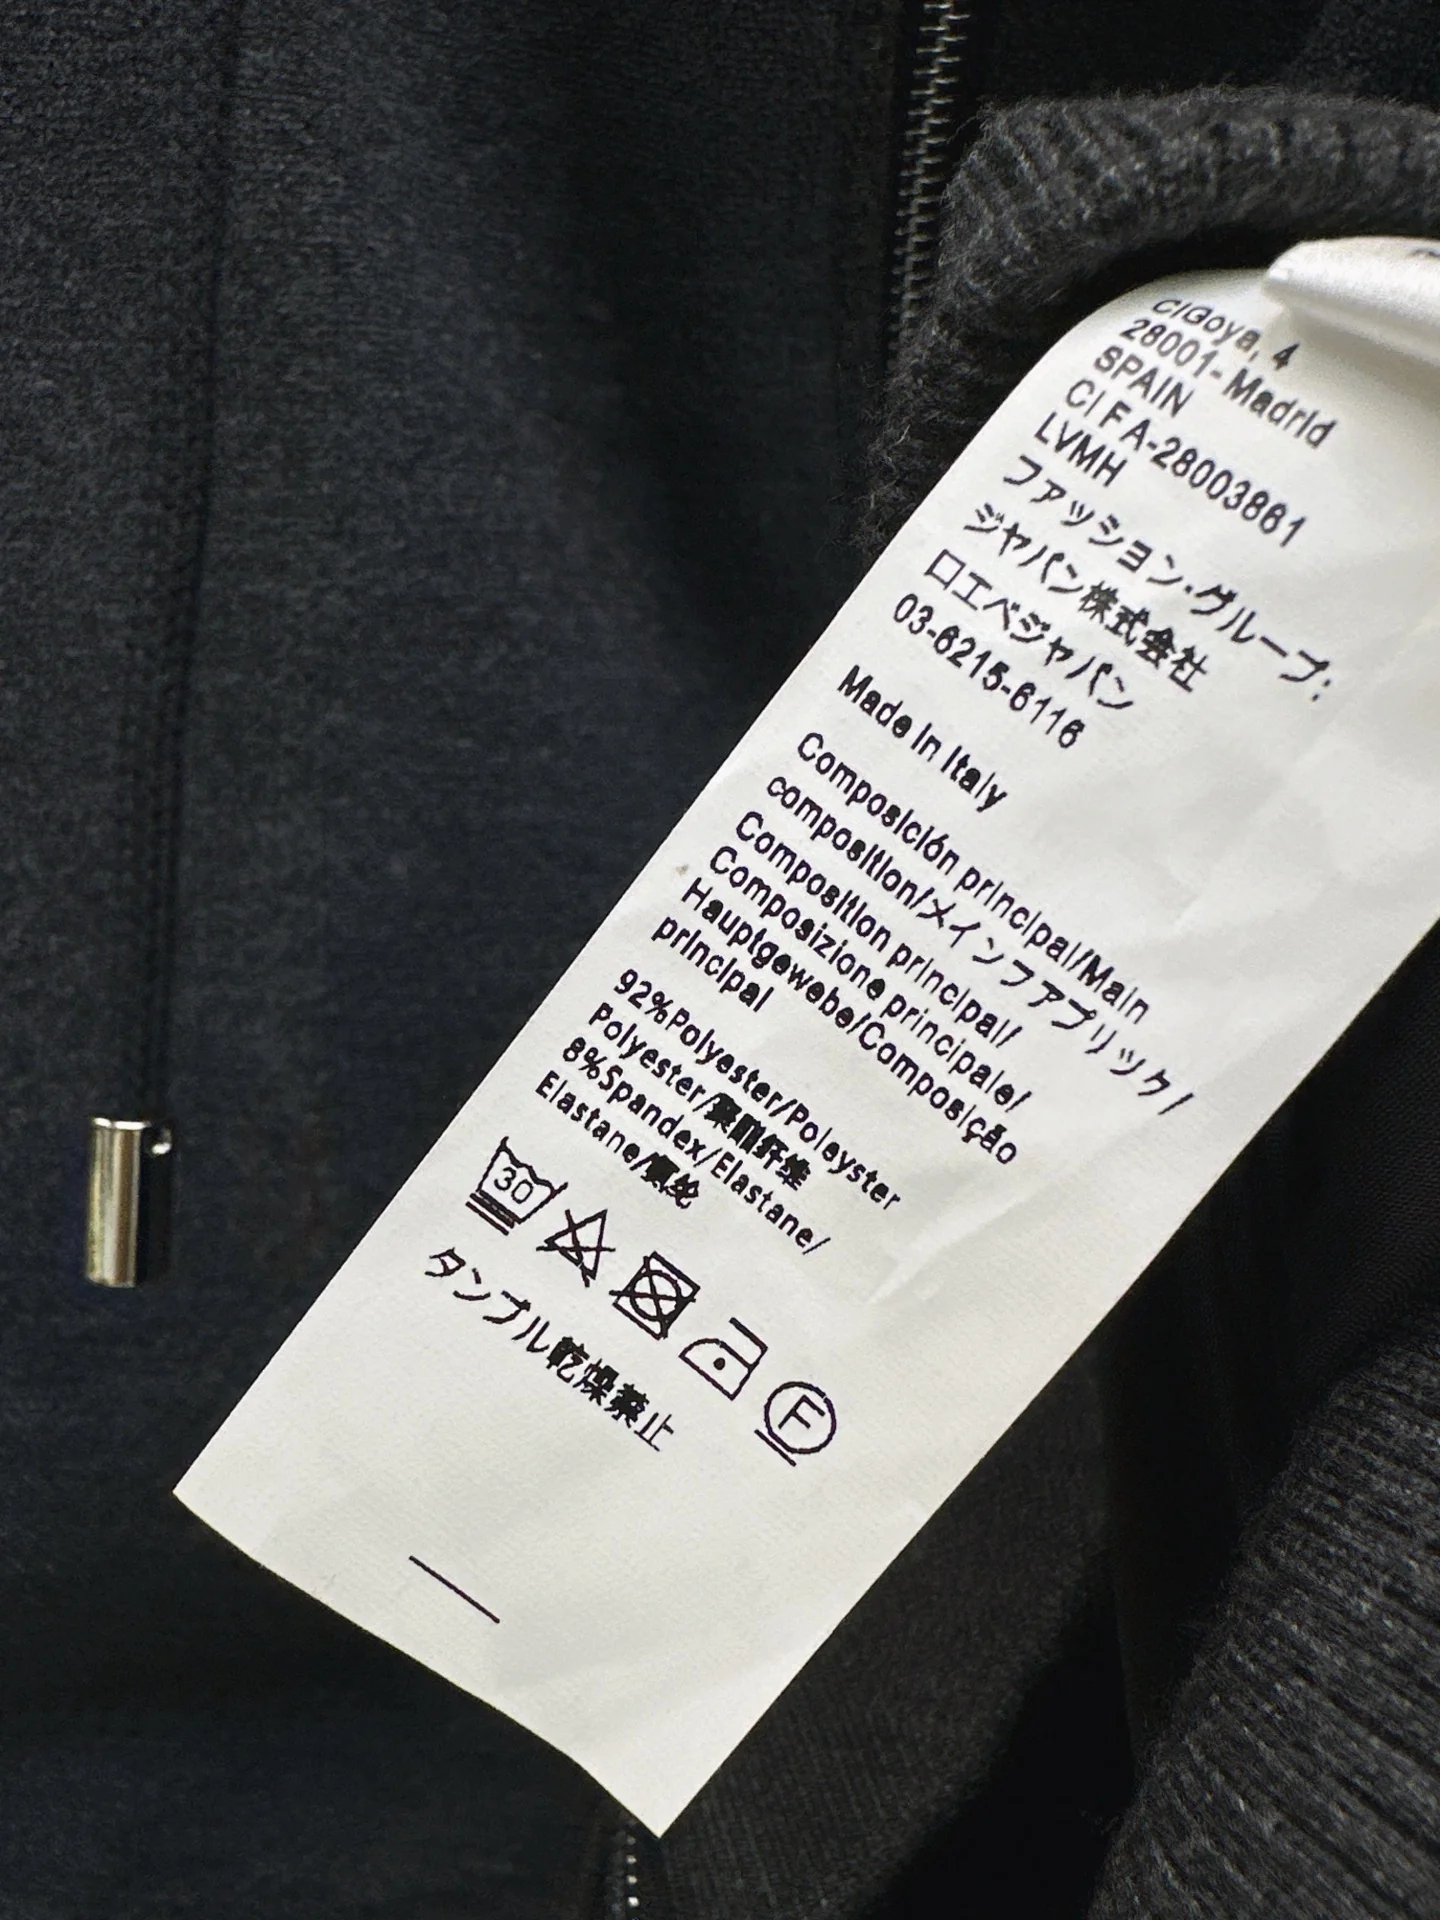 C/Goya, 4
28001- Madrid
SPAIN
CI F A-28003861
LVMH
ファッション・グループ:
ジャパン株式会社
口エベジャパン
03-6215-6116
Made in Italy
Composición principal/Main
composition/メインファブリック/
Composition principal/
Composizione principale/
Hauptgewebe/Composição
principal
92%Polyester/Poleyster
Polyester/聚酯纤维
8%Spandex/Elastane/
Elastane/氨纶
30
F
タンブル乾燥禁止